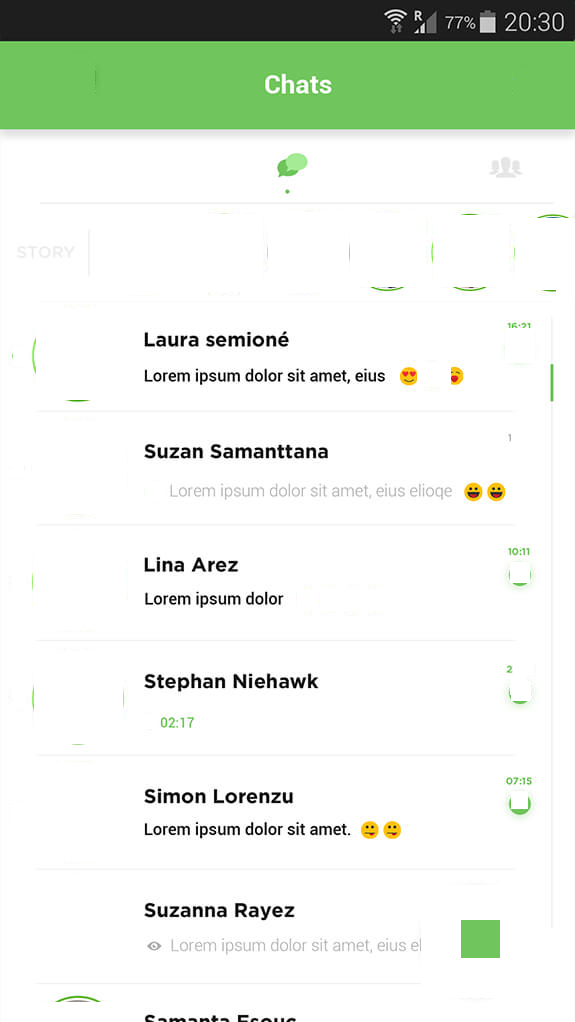 R
77% 20:30
Chats
STORY
16:21
Laura semioné
Lorem ipsum dolor sit amet, eius
1
Suzan Samanttana
Lorem ipsum dolor sit amet, eius elioqe
10:11
Lina Arez
Lorem ipsum dolor
2
Stephan Niehawk
02:17
07:15
Simon Lorenzu
Lorem ipsum dolor sit amet.
Suzanna Rayez
Lorem ipsum dolor sit amet, eius el
Samanta